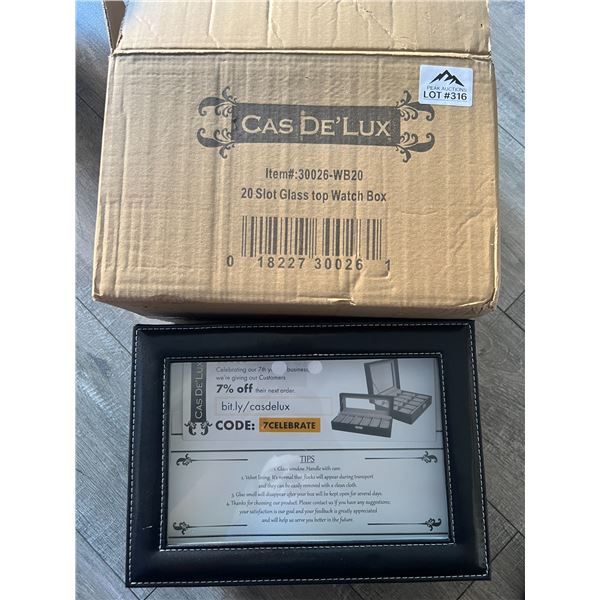 PEAK AUCTIONS
LOT #316
CAS DE'LUX
Item#:30026-WB20
20 Slot Glass top Watch Box
0 18227 30026 1
CAS DE'LUX
Celebrating our 7th business
we're giving our Customers
7% off their next order.
bit.ly/casdelux
CODE: 7CELEBRATE
TIPS
1. Glass window. Handle with care.
2. Velvet lining. It's normal that flocks will appear during transport
and they can be easily removed with a clean cloth.
3. Glue smell will disappear after your box will be kept open for several days.
4. Thanks for choosing our product. Please contact us if you have any suggestions;
your satisfaction is our goal and your feedback is greatly appreciated
and will help us serve you better in the future.